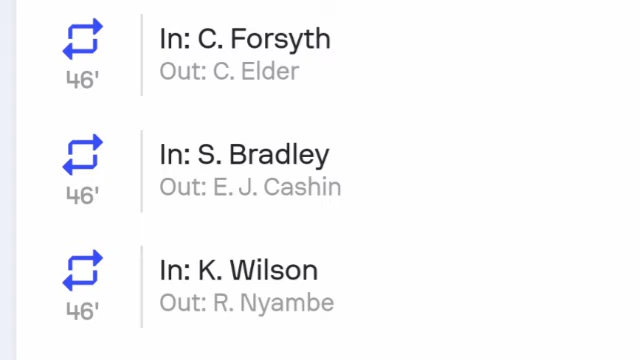 In: C. Forsyth
46'
Out: C. Elder
In: S. Bradley
46'
Out: E. J. Cashin
In: K. Wilson
46'
Out: R. Nyambe